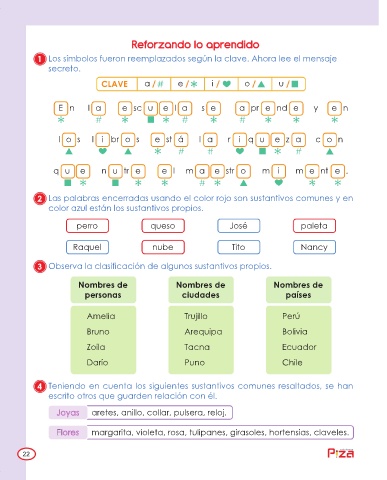 Reforzando lo aprendido
1 Los símbolos fueron reemplazados según la clave. Ahora lee el mensaje
secreto.
CLAVE a / # e / * i / ♥ o / ▲ u / ■
En la escuela se aprende y en
los libros está la riqueza con
que nutre el maestro mi mente.
2 Las palabras encerradas usando el color rojo son sustantivos comunes y en
color azul están los sustantivos propios.
perro queso José paleta
Raquel nube Tito Nancy
3 Observa la clasificación de algunos sustantivos propios.
Nombres de personas Nombres de ciudades Nombres de países
Amelia Trujillo Perú
Bruno Arequipa Bolivia
Zoila Tacna Ecuador
Darío Puno Chile
4 Teniendo en cuenta los siguientes sustantivos comunes resaltados, se han
escrito otros que guarden relación con él.
Joyas aretes, anillo, collar, pulsera, reloj.
Flores margarita, violeta, rosa, tulipanes, girasoles, hortensias, claveles.
22 Piza